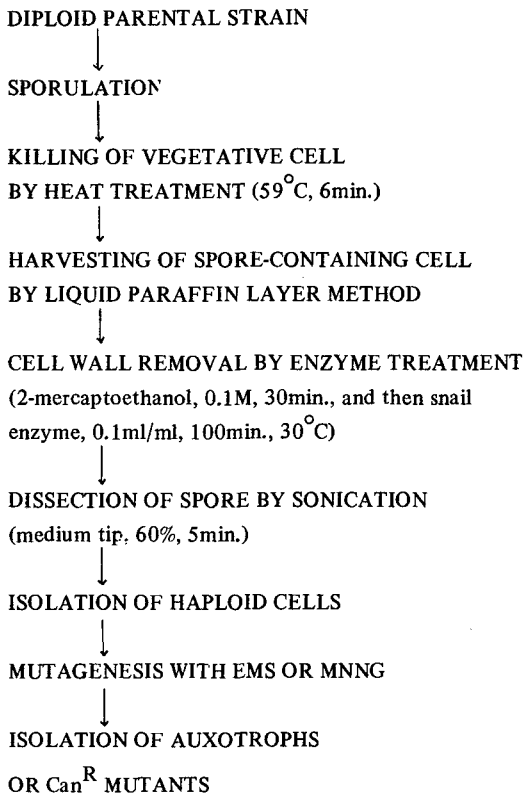 DIPLOID PARENTAL STRAIN
SPORULATION
KILLING OF VEGETATIVE CELL
BY HEAT TREATMENT (59°C, 6min.)
HARVESTING OF SPORE-CONTAINING CELL
BY LIQUID PARAFFIN LAYER METHOD
CELL WALL REMOVAL BY ENZYME TREATMENT
(2-mercaptoethanol, 0.1M, 30min., and then snail
enzyme, 0.1ml/ml, 100min., 30°C)
DISSECTION OF SPORE BY SONICATION
(medium tip, 60%, 5min.)
ISOLATION OF HAPLOID CELLS
MUTAGENESIS WITH EMS OR MNNG
ISOLATION OF AUXOTROPHS
OR Can^R MUTANTS